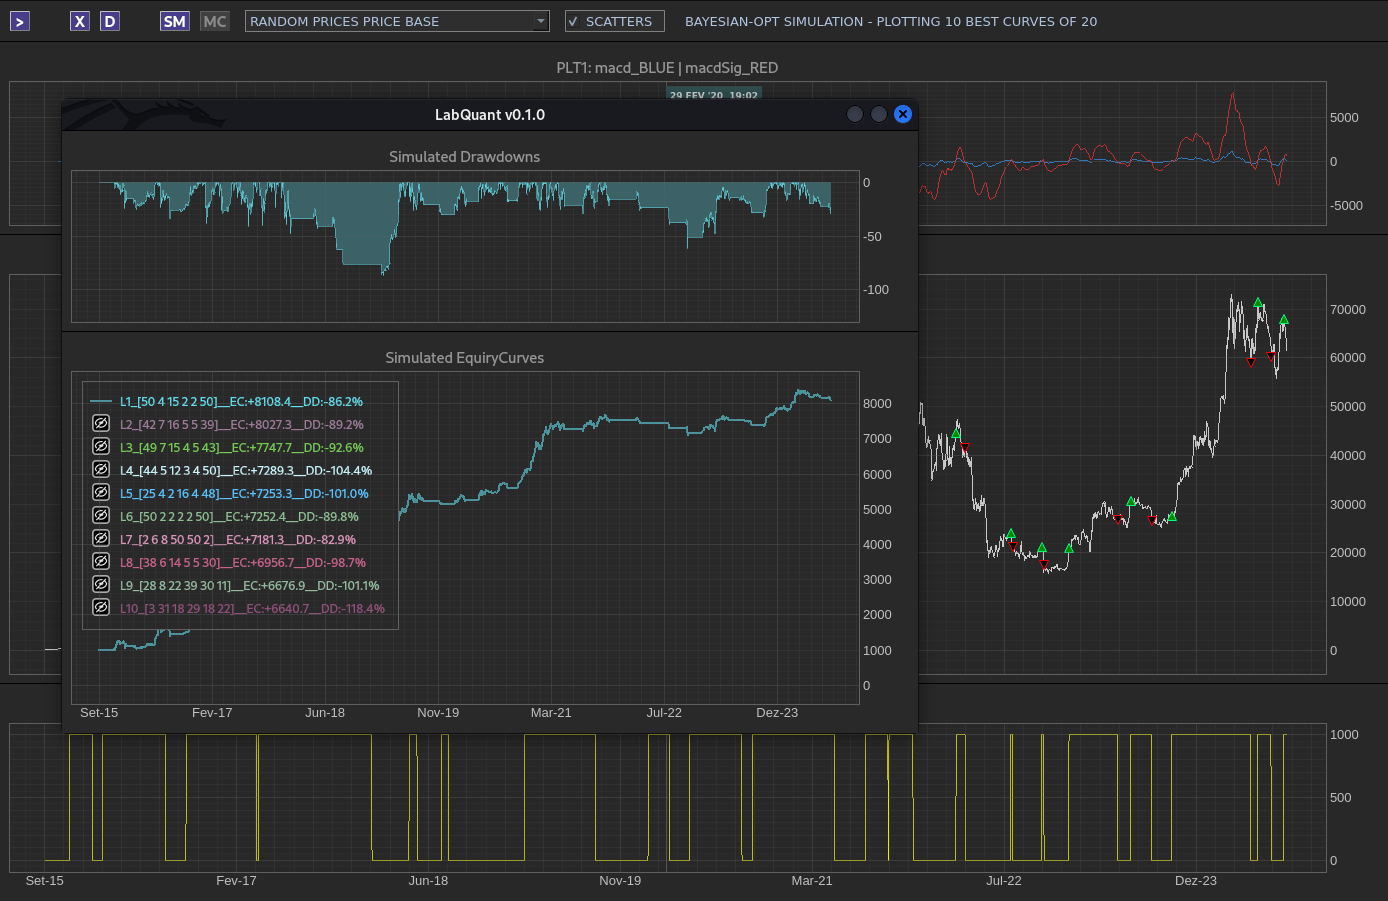 >
X
D
SM
MC
RANDOM PRICES PRICE BASE
✓ SCATTERS
BAYESIAN-OPT SIMULATION - PLOTTING 10 BEST CURVES OF 20
PLT1: macd_BLUE | macdSig_RED
29 FEV '20 19:02
5000
0
-5000
LabQuant v0.1.0
Simulated Drawdowns
0
-50
-100
Simulated EquiryCurves
L1_[50 4 15 2 2 50]__EC:+8108.4__DD:-86.2%
L2_[42 7 16 5 5 39]__EC:+8027.3__DD:-89.2%
L3_[49 7 15 4 5 43]__EC:+7747.7__DD:-92.6%
L4_[44 5 12 3 4 50]__EC:+7289.3__DD:-104.4%
L5_[25 4 2 16 4 48]__EC:+7253.3__DD:-101.0%
L6_[50 2 2 2 2 50]__EC:+7252.4__DD:-89.8%
L7_[2 6 8 50 50 2]__EC:+7181.3__DD:-82.9%
L8_[38 6 14 5 5 30]__EC:+6956.7__DD:-98.7%
L9_[28 8 22 39 30 11]__EC:+6676.9__DD:-101.1%
L10_[3 31 18 29 18 22]__EC:+6640.7__DD:-118.4%
8000
7000
6000
5000
4000
3000
2000
1000
0
Set-15
Fev-17
Jun-18
Nov-19
Mar-21
Jul-22
Dez-23
70000
60000
50000
40000
30000
20000
10000
0
1000
500
0
Set-15
Fev-17
Jun-18
Nov-19
Mar-21
Jul-22
Dez-23